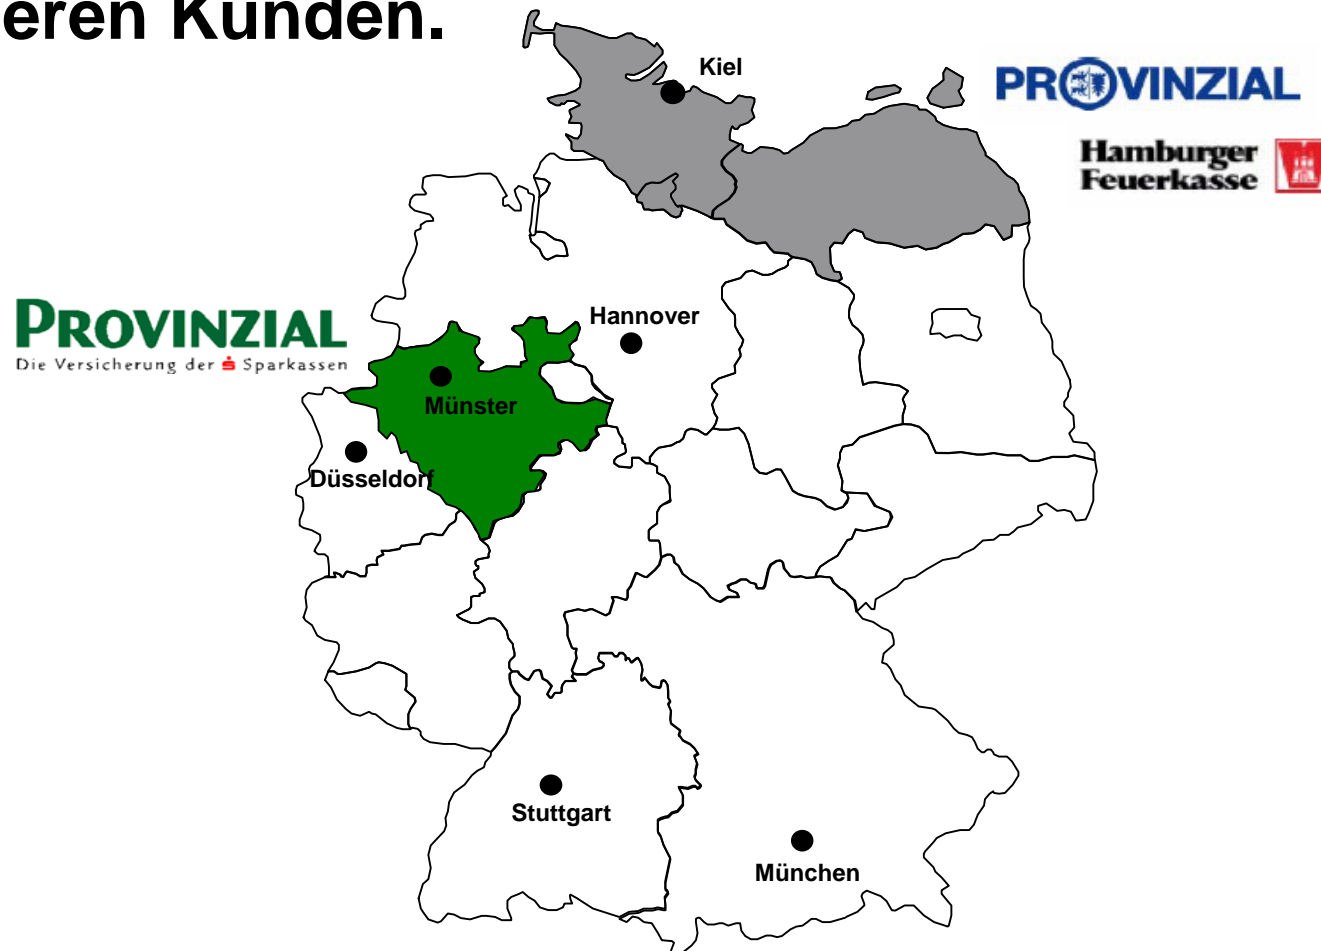 eren Kunden.
Kiel
PROVINZIAL
Hamburger
Feuerkasse
Hannover
PROVINZIAL
Die Versicherung der Sparkassen
Münster
Düsseldorf
Stuttgart
München